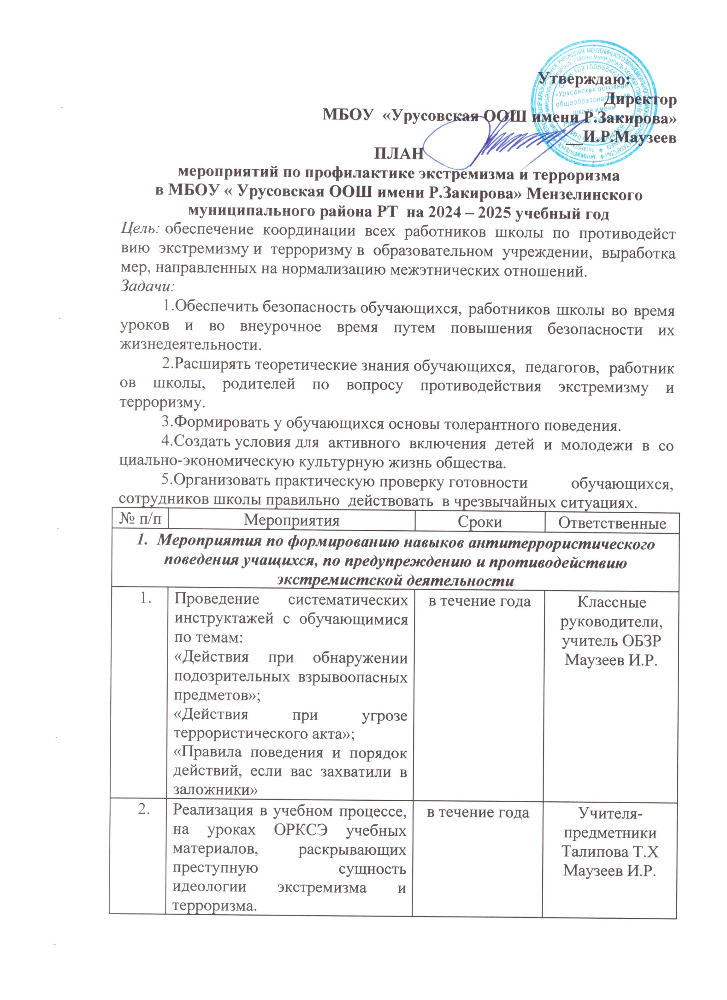 Утверждаю:
Директор
МБОУ «Урусовская ООШ имени Р.Закирова»
__И.Р.Маузеев
ПЛАН
мероприятий по профилактике экстремизма и терроризма
в МБОУ « Урусовская ООШ имени Р.Закирова» Мензелинского
муниципального района РТ на 2024 – 2025 учебный год
Цель: обеспечение координации всех работников школы по противодейст
вию экстремизму и терроризму в образовательном учреждении, выработка
мер, направленных на нормализацию межэтнических отношений.
Задачи:
1.Обеспечить безопасность обучающихся, работников школы во время
уроков и во внеурочное время путем повышения безопасности их
жизнедеятельности.
2.Расширять теоретические знания обучающихся, педагогов, работник
ов школы, родителей по вопросу противодействия экстремизму и
терроризму.
3.Формировать у обучающихся основы толерантного поведения.
4.Создать условия для активного включения детей и молодежи в со
циально-экономическую культурную жизнь общества.
5.Организовать практическую проверку готовности обучающихся,
сотрудников школы правильно действовать в чрезвычайных ситуациях.
№ п/п Мероприятия Сроки Ответственные
1. Мероприятия по формированию навыков антитеррористического
поведения учащихся, по предупреждению и противодействию
экстремистской деятельности
1. Проведение систематических в течение года Классные
инструктажей с обучающимися руководители,
по темам: учитель ОБЗР
«Действия при обнаружении Маузеев И.Р.
подозрительных взрывоопасных
предметов»;
«Действия при угрозе
террористического акта»;
«Правила поведения и порядок
действий, если вас захватили в
заложники»
2. Реализация в учебном процессе, в течение года Учителя-
на уроках ОРКСЭ учебных предметники
материалов, раскрывающих Талипова Т.Х
преступную сущность Маузеев И.Р.
идеологии экстремизма и
терроризма.
«Урусовская основная
общеобразовательная
школа имени